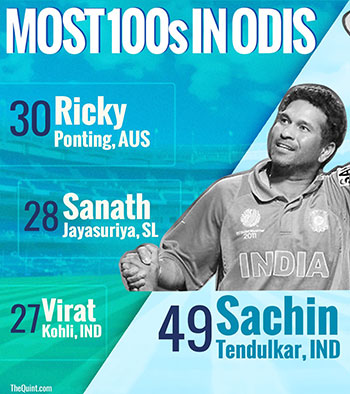 MOST 100s IN ODIS
30 Ricky
Ponting, AUS
28 Sanath
Jayasuriya, SL
27 Virat
Kohli, IND
49 Sachin
Tendulkar, IND
2011
INDIA
TheQuint.com